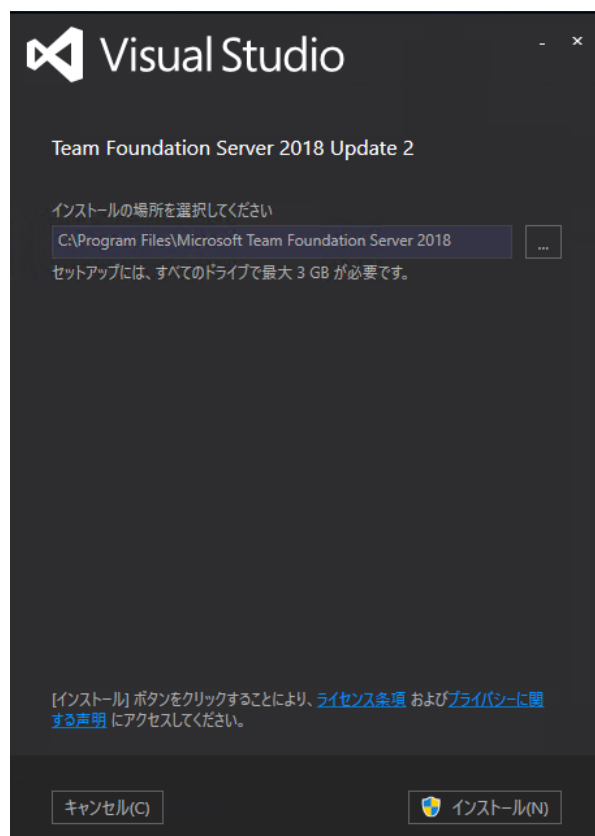 Visual Studio
Team Foundation Server 2018 Update 2
インストールの場所を選択してください
C:\Program Files\Microsoft Team Foundation Server 2018
...
セットアップには、すべてのドライブで最大 3 GB が必要です。
[インストール] ボタンをクリックすることにより、ライセンス条項 およびプライバシーに関
する声明 にアクセスしてください。
キャンセル(C)
インストール(N)